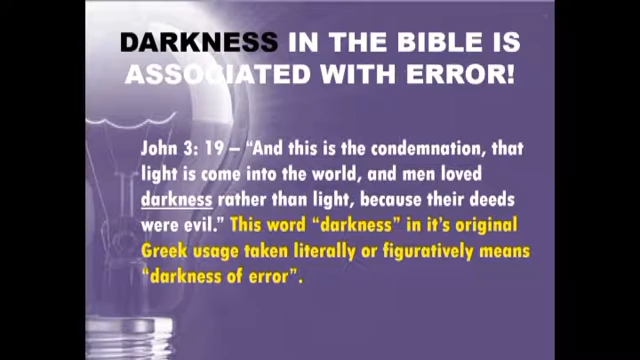 DARKNESS IN THE BIBLE IS
ASSOCIATED WITH ERROR!
John 3: 19 – “And this is the condemnation, that
light is come into the world, and men loved
darkness rather than light, because their deeds
were evil.” This word “darkness” in it’s original
Greek usage taken literally or figuratively means
“darkness of error”.